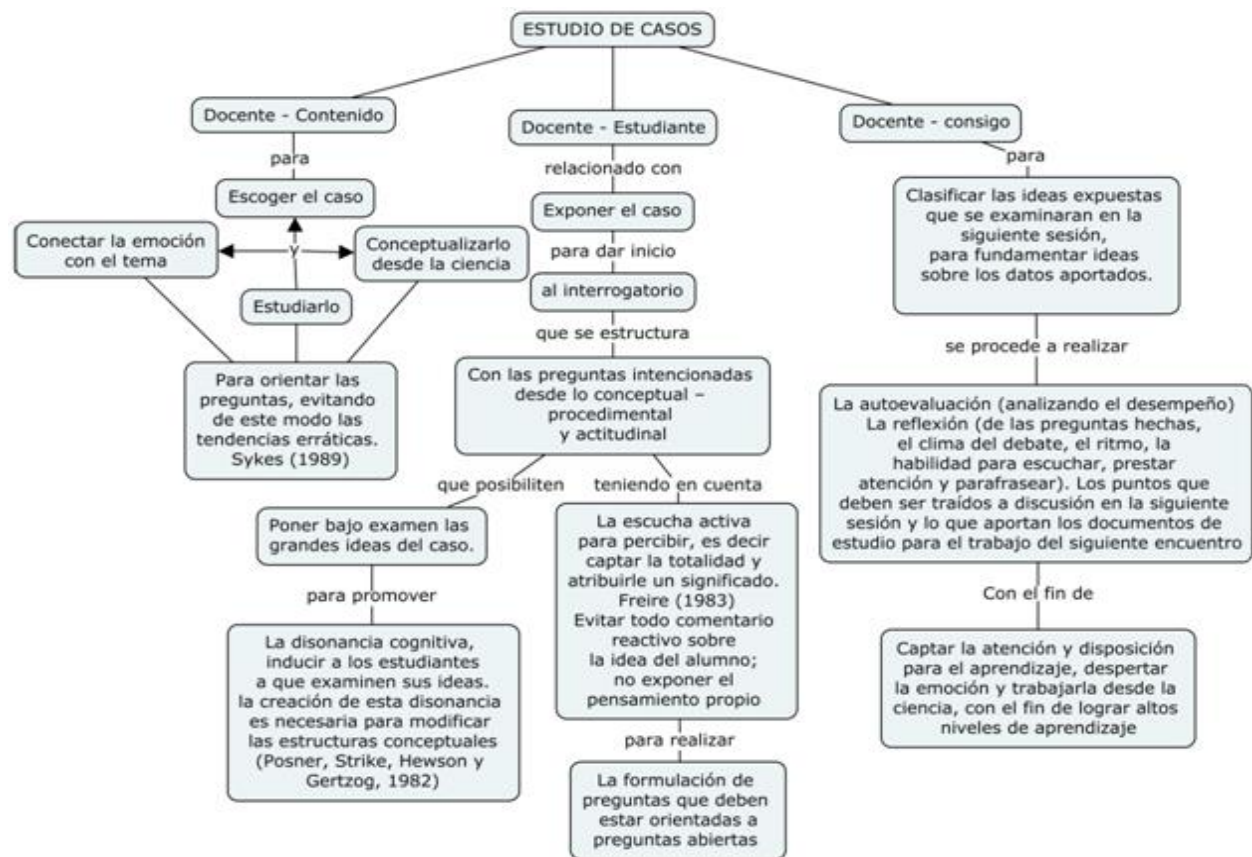 ESTUDIO DE CASOS
Docente - Contenido
para
Escoger el caso
y
Conectar la emoción
con el tema
Conceptualizarlo
desde la ciencia
Estudiarlo
Para orientar las
preguntas, evitando
de este modo las
tendencias erráticas.
Sykes (1989)
Docente - Estudiante
relacionado con
Exponer el caso
para dar inicio
al interrogatorio
que se estructura
Con las preguntas intencionadas
desde lo conceptual –
procedimental
y actitudinal
que posibiliten
Poner bajo examen las
grandes ideas del caso.
para promover
La disonancia cognitiva,
inducir a los estudiantes
a que examinen sus ideas.
la creación de esta disonancia
es necesaria para modificar
las estructuras conceptuales
(Posner, Strike, Hewson y
Gertzog, 1982)
teniendo en cuenta
La escucha activa
para percibir, es decir
captar la totalidad y
atribuirle un significado.
Freire (1983)
Evitar todo comentario
reactivo sobre
la idea del alumno;
no exponer el
pensamiento propio
para realizar
La formulación de
preguntas que deben
estar orientadas a
preguntas abiertas
Docente - consigo
para
Clasificar las ideas expuestas
que se examinaran en la
siguiente sesión,
para fundamentar ideas
sobre los datos aportados.
se procede a realizar
La autoevaluación (analizando el desempeño)
La reflexión (de las preguntas hechas,
el clima del debate, el ritmo, la
habilidad para escuchar, prestar
atención y parafrasear). Los puntos que
deben ser traídos a discusión en la siguiente
sesión y lo que aportan los documentos de
estudio para el trabajo del siguiente encuentro
Con el fin de
Captar la atención y disposición
para el aprendizaje, despertar
la emoción y trabajarla desde la
ciencia, con el fin de lograr altos
niveles de aprendizaje